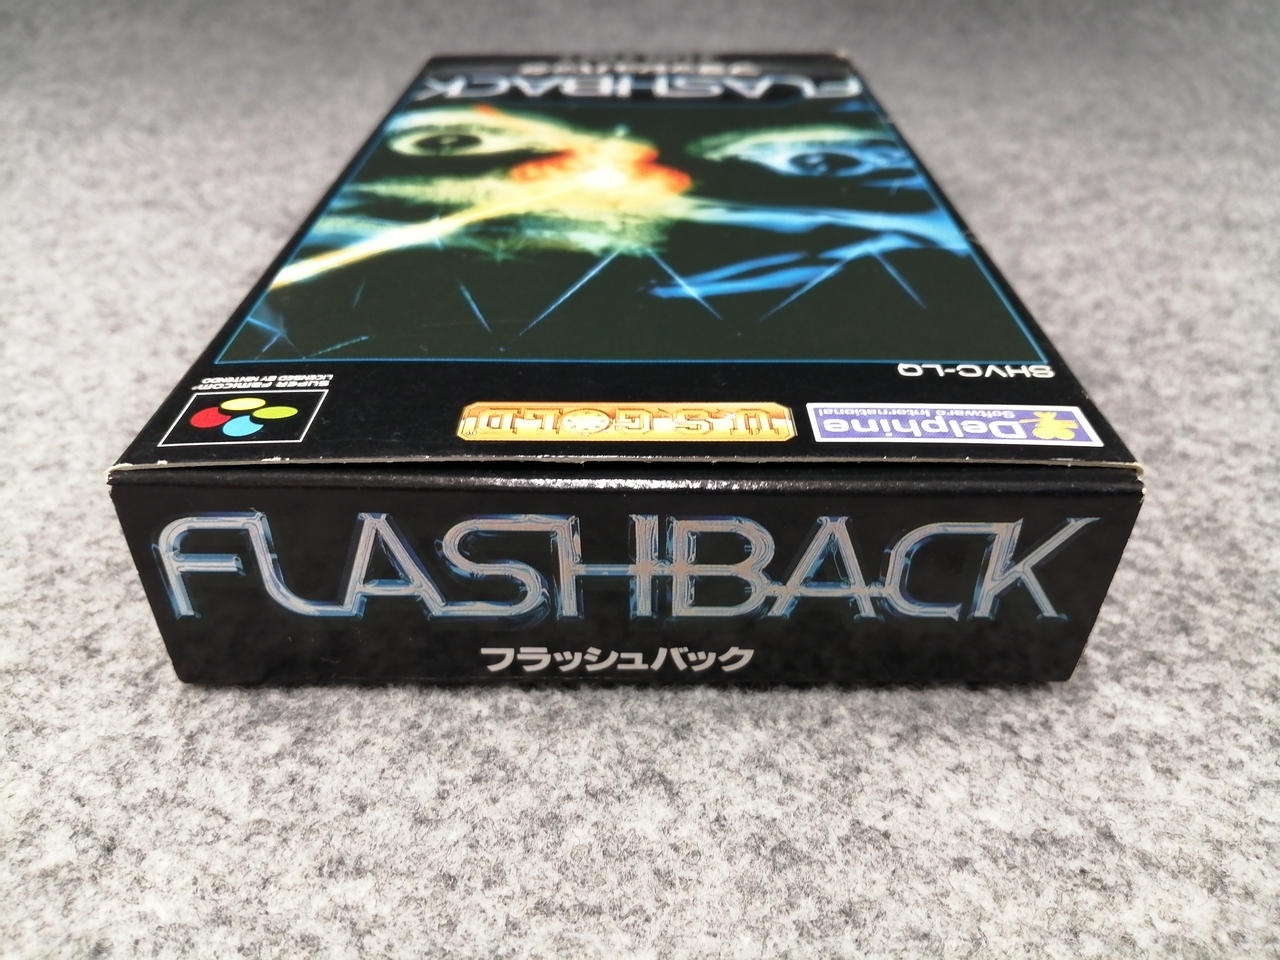 FLASHBACK
SHVC-LQ
SUPER FAMICOM
LICENSED BY NINTENDO
U.S. GOLD
Delphine
Software International
FLASHBACK
フラッシュバック